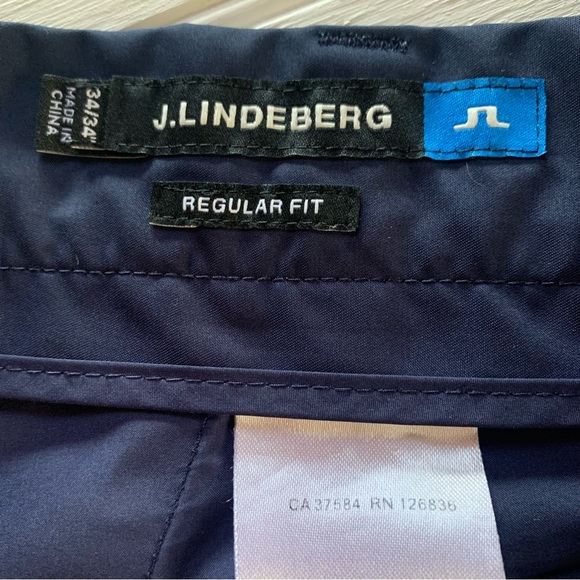 34/34"
MADE IN
CHINA
J.LINDEBERG
REGULAR FIT
CA 37584 RN 126836